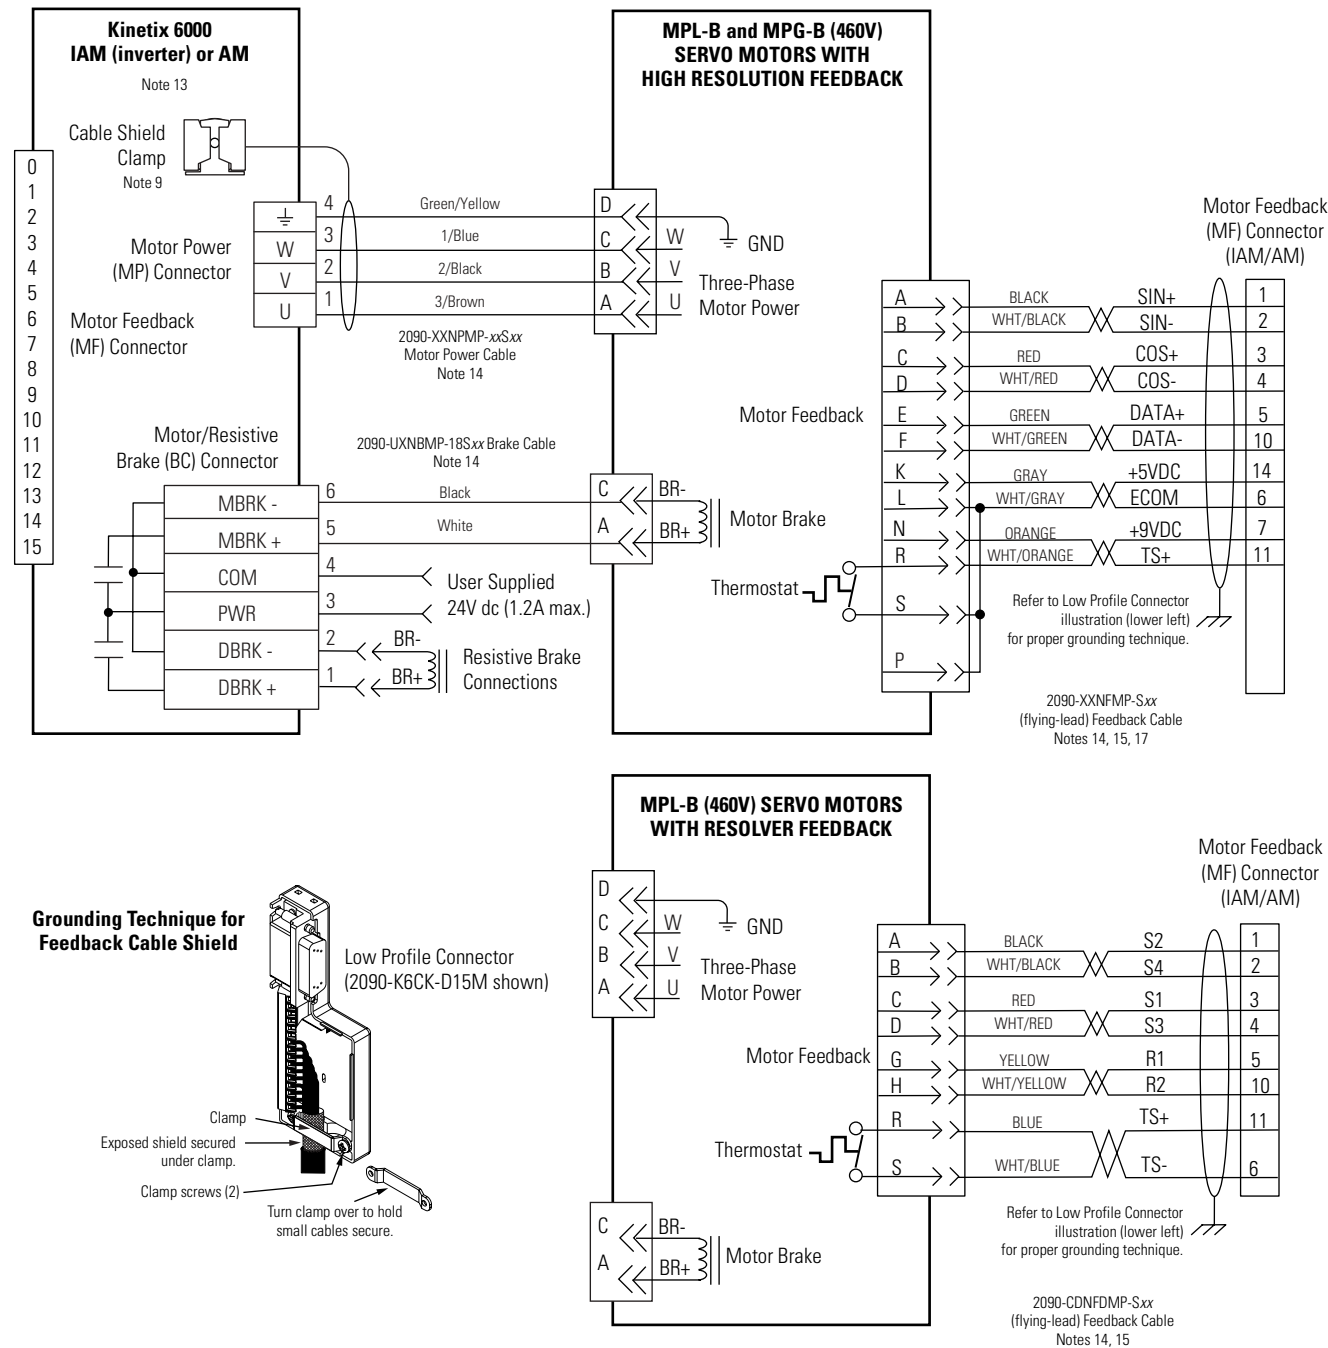 Kinetix 6000
IAM (inverter) or AM
Note 13
Cable Shield
Clamp
Note 9
0
1
2
3
4
5
6
7
8
9
10
11
12
13
14
15
Motor Power
(MP) Connector
Motor Feedback
(MF) Connector
W
V
U
4
3
2
1
Green/Yellow
1/Blue
2/Black
3/Brown
2090-XXNPMP-xxSxx
Motor Power Cable
Note 14
Motor/Resistive
Brake (BC) Connector
2090-UXNBMP-18Sxx Brake Cable
Note 14
MBRK -
MBRK +
COM
PWR
DBRK -
DBRK +
6
5
4
3
2
1
Black
White
User Supplied
24V dc (1.2A max.)
BR-
BR+
Resistive Brake
Connections
MPL-B and MPG-B (460V)
SERVO MOTORS WITH
HIGH RESOLUTION FEEDBACK
D
C
B
A
W
V
U
GND
Three-Phase
Motor Power
C
A
BR-
BR+
Motor Brake
Motor Feedback
Thermostat
A
B
C
D
E
F
K
L
N
R
S
P
BLACK
WHT/BLACK
RED
WHT/RED
GREEN
WHT/GREEN
GRAY
WHT/GRAY
ORANGE
WHT/ORANGE
SIN+
SIN-
COS+
COS-
DATA+
DATA-
+5VDC
ECOM
+9VDC
TS+
Motor Feedback
(MF) Connector
(IAM/AM)
1
2
3
4
5
10
14
6
7
11
Refer to Low Profile Connector
illustration (lower left)
for proper grounding technique.
2090-XXNFMP-Sxx
(flying-lead) Feedback Cable
Notes 14, 15, 17
Grounding Technique for
Feedback Cable Shield
Low Profile Connector
(2090-K6CK-D15M shown)
Clamp
Exposed shield secured
under clamp.
Clamp screws (2)
Turn clamp over to hold
small cables secure.
MPL-B (460V) SERVO MOTORS
WITH RESOLVER FEEDBACK
D
C
B
A
W
V
U
GND
Three-Phase
Motor Power
Motor Feedback
Thermostat
C
A
BR-
BR+
Motor Brake
A
B
C
D
G
H
R
S
BLACK
WHT/BLACK
RED
WHT/RED
YELLOW
WHT/YELLOW
BLUE
WHT/BLUE
S2
S4
S1
S3
R1
R2
TS+
TS-
Motor Feedback
(MF) Connector
(IAM/AM)
1
2
3
4
5
10
11
6
Refer to Low Profile Connector
illustration (lower left)
for proper grounding technique.
2090-CDNFDMP-Sxx
(flying-lead) Feedback Cable
Notes 14, 15